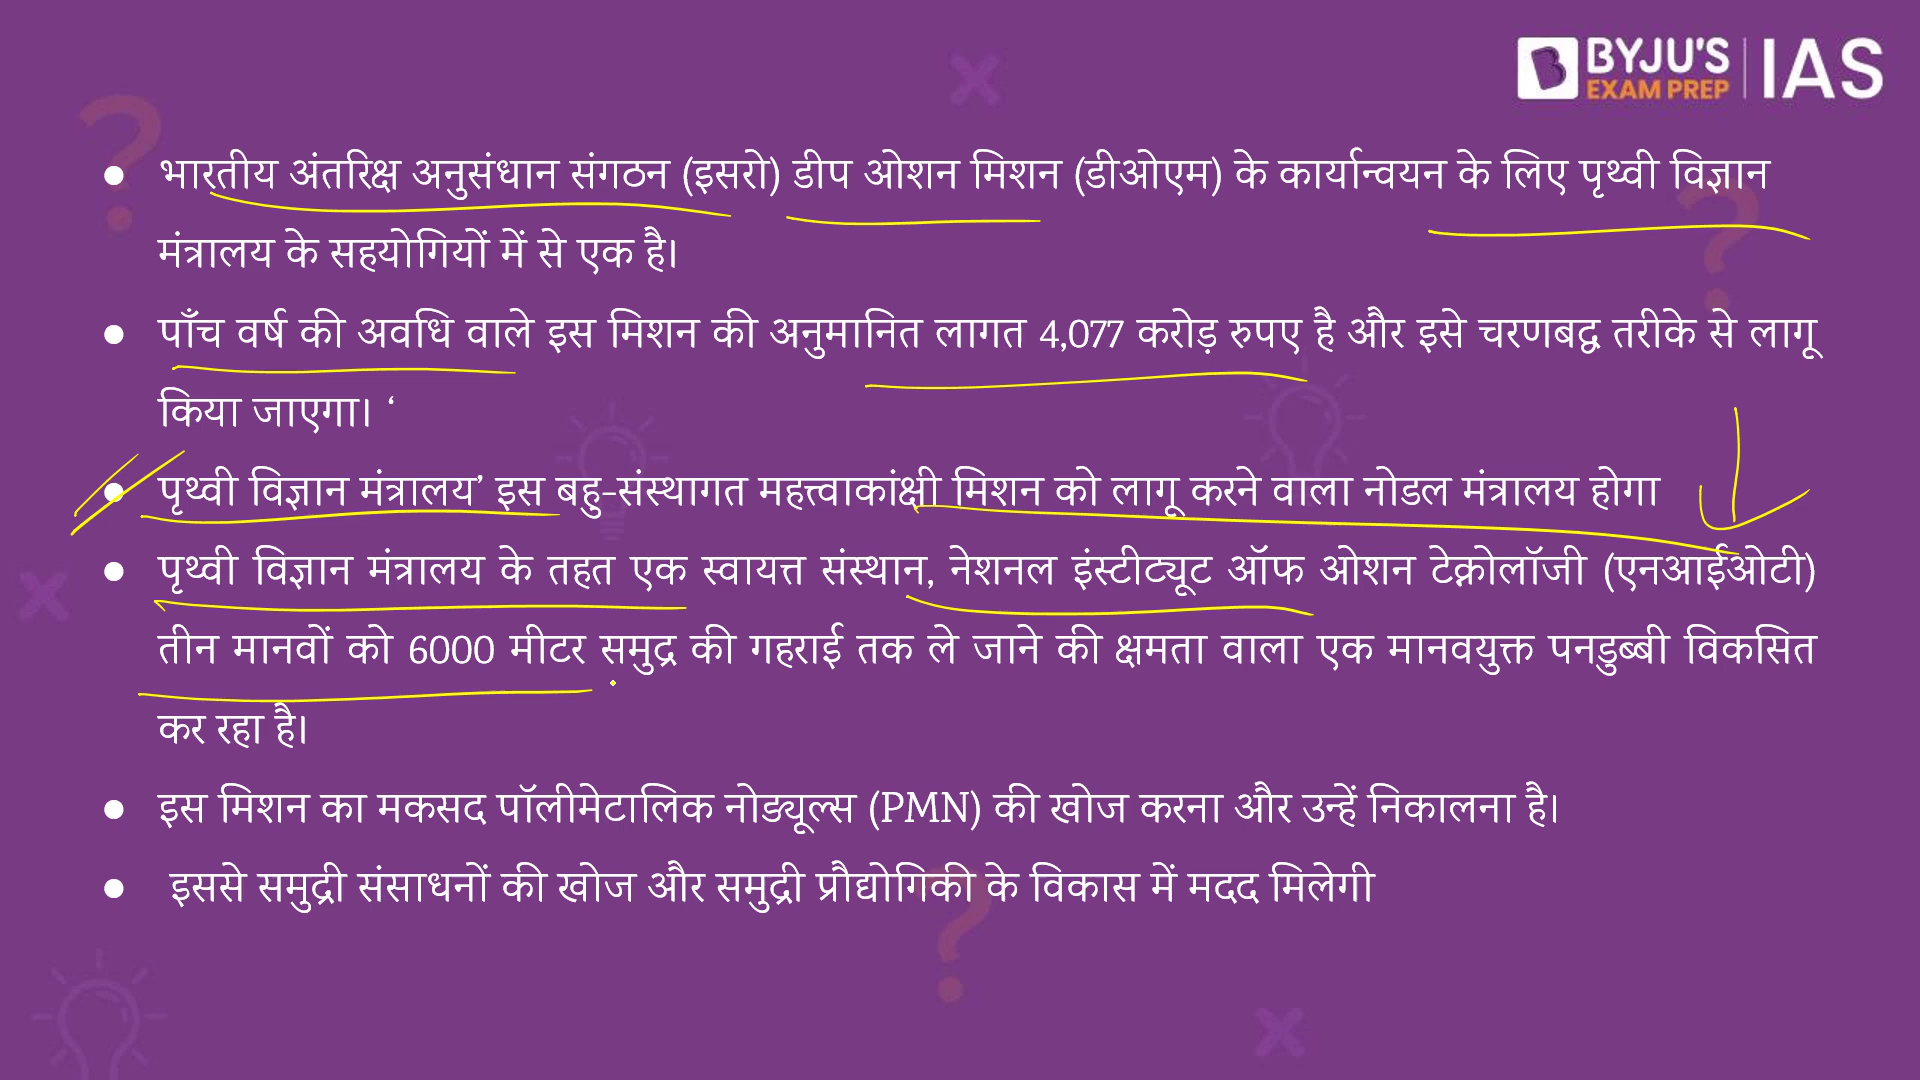 BYJU'S
EXAM PREP
IAS
● भारतीय अंतरिक्ष अनुसंधान संगठन (इसरो) डीप ओशन मिशन (डीओएम) के कार्यान्वयन के लिए पृथ्वी विज्ञान
मंत्रालय के सहयोगियों में से एक है।
● पाँच वर्ष की अवधि वाले इस मिशन की अनुमानित लागत 4,077 करोड़ रुपए है और इसे चरणबद्ध तरीके से लागू
किया जाएगा। ‘
● पृथ्वी विज्ञान मंत्रालय’ इस बहु-संस्थागत महत्त्वाकांक्षी मिशन को लागू करने वाला नोडल मंत्रालय होगा
● पृथ्वी विज्ञान मंत्रालय के तहत एक स्वायत्त संस्थान, नेशनल इंस्टीट्यूट ऑफ ओशन टेक्नोलॉजी (एनआईओटी)
तीन मानवों को 6000 मीटर समुद्र की गहराई तक ले जाने की क्षमता वाला एक मानवयुक्त पनडुब्बी विकसित
कर रहा है।
● इस मिशन का मकसद पॉलीमेटालिक नोड्यूल्स (PMN) की खोज करना और उन्हें निकालना है।
● इससे समुद्री संसाधनों की खोज और समुद्री प्रौद्योगिकी के विकास में मदद मिलेगी